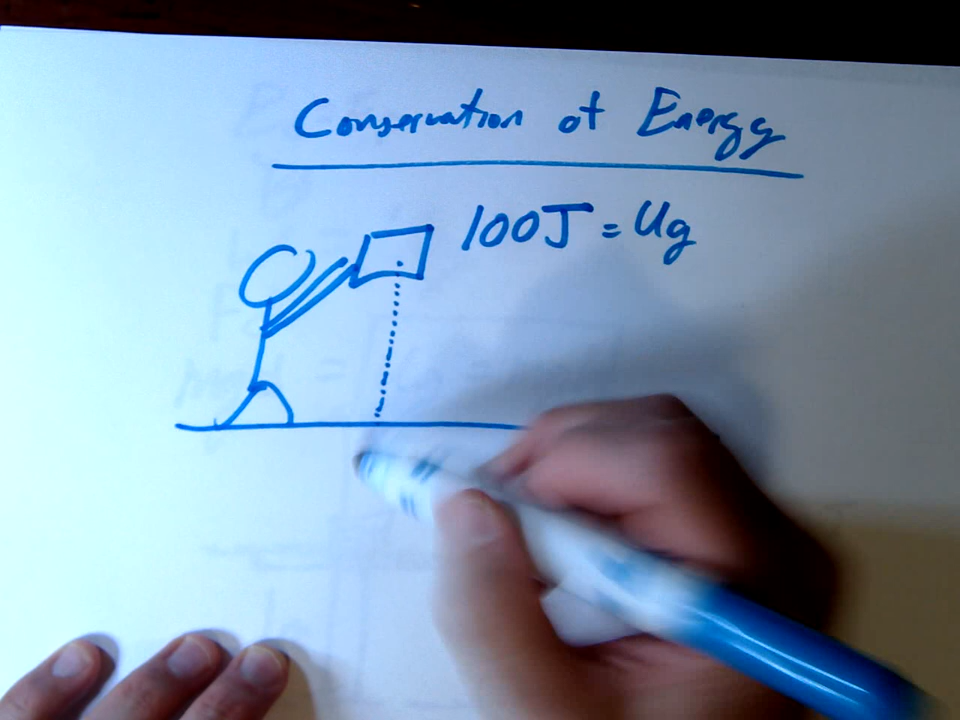 Conservation of Energy
100J = Ug